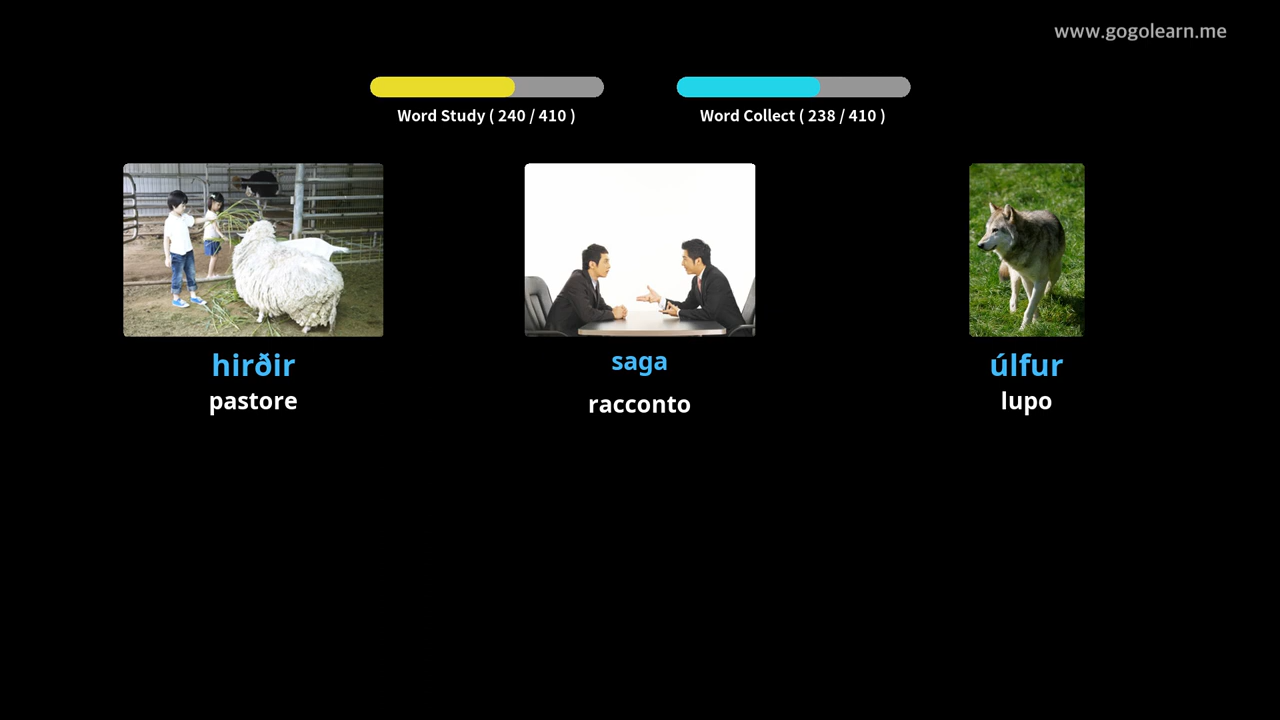 www.gogolearn.me
Word Study ( 240 / 410 )
Word Collect ( 238 / 410 )
hirðir
pastore
saga
racconto
úlfur
lupo